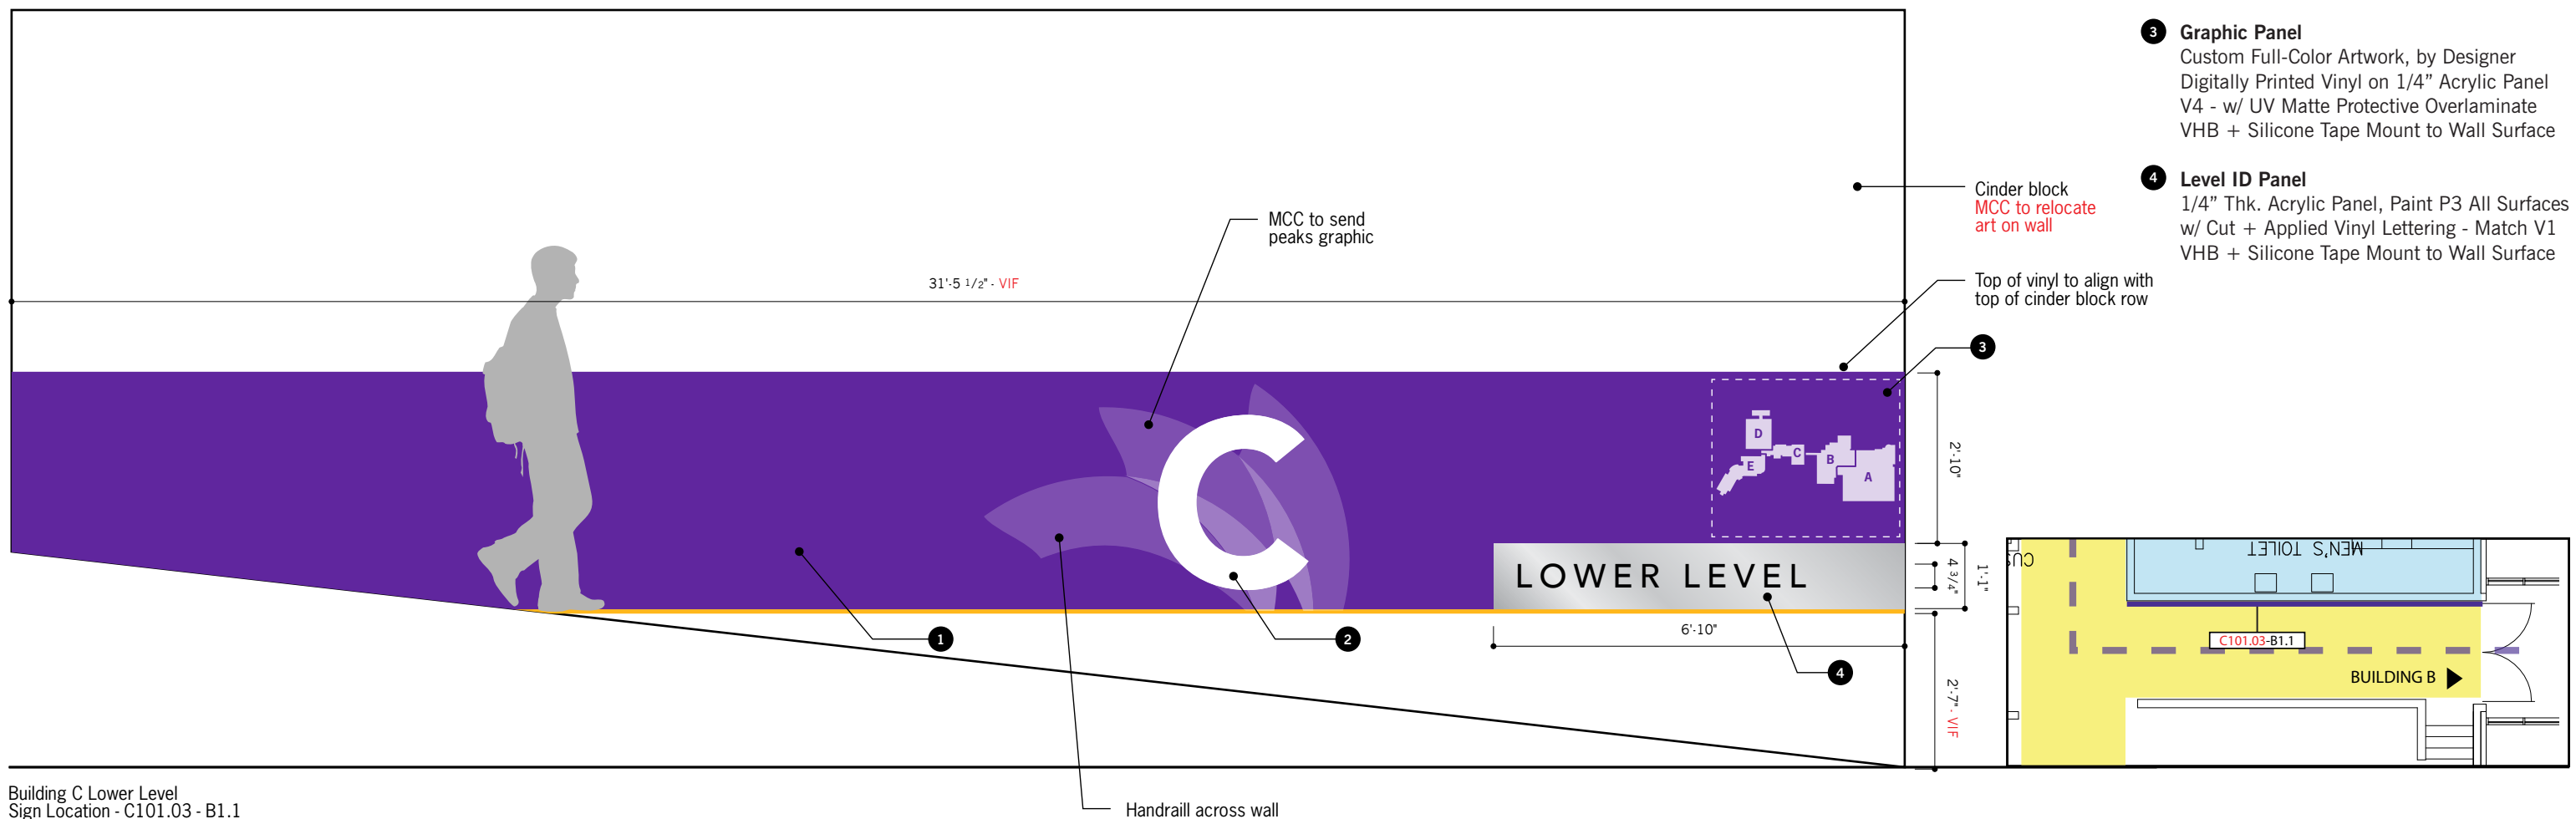 3 Graphic Panel
Custom Full-Color Artwork, by Designer
Digitally Printed Vinyl on 1/4” Acrylic Panel
V4 - w/ UV Matte Protective Overlaminate
VHB + Silicone Tape Mount to Wall Surface
4 Level ID Panel
1/4” Thk. Acrylic Panel, Paint P3 All Surfaces
w/ Cut + Applied Vinyl Lettering - Match V1
VHB + Silicone Tape Mount to Wall Surface
Cinder block
MCC to relocate
art on wall
MCC to send
peaks graphic
31'-5 1/2" - VIF
Top of vinyl to align with
top of cinder block row
3
D
E
C
B
A
C
2'-10"
LOWER LEVEL
4 3/4"
1'-1"
6'-10"
1
2
4
2'-7" - VIF
MEN'S TOILET
C101.03-B1.1
BUILDING B
Handraill across wall
Building C Lower Level
Sign Location - C101.03 - B1.1